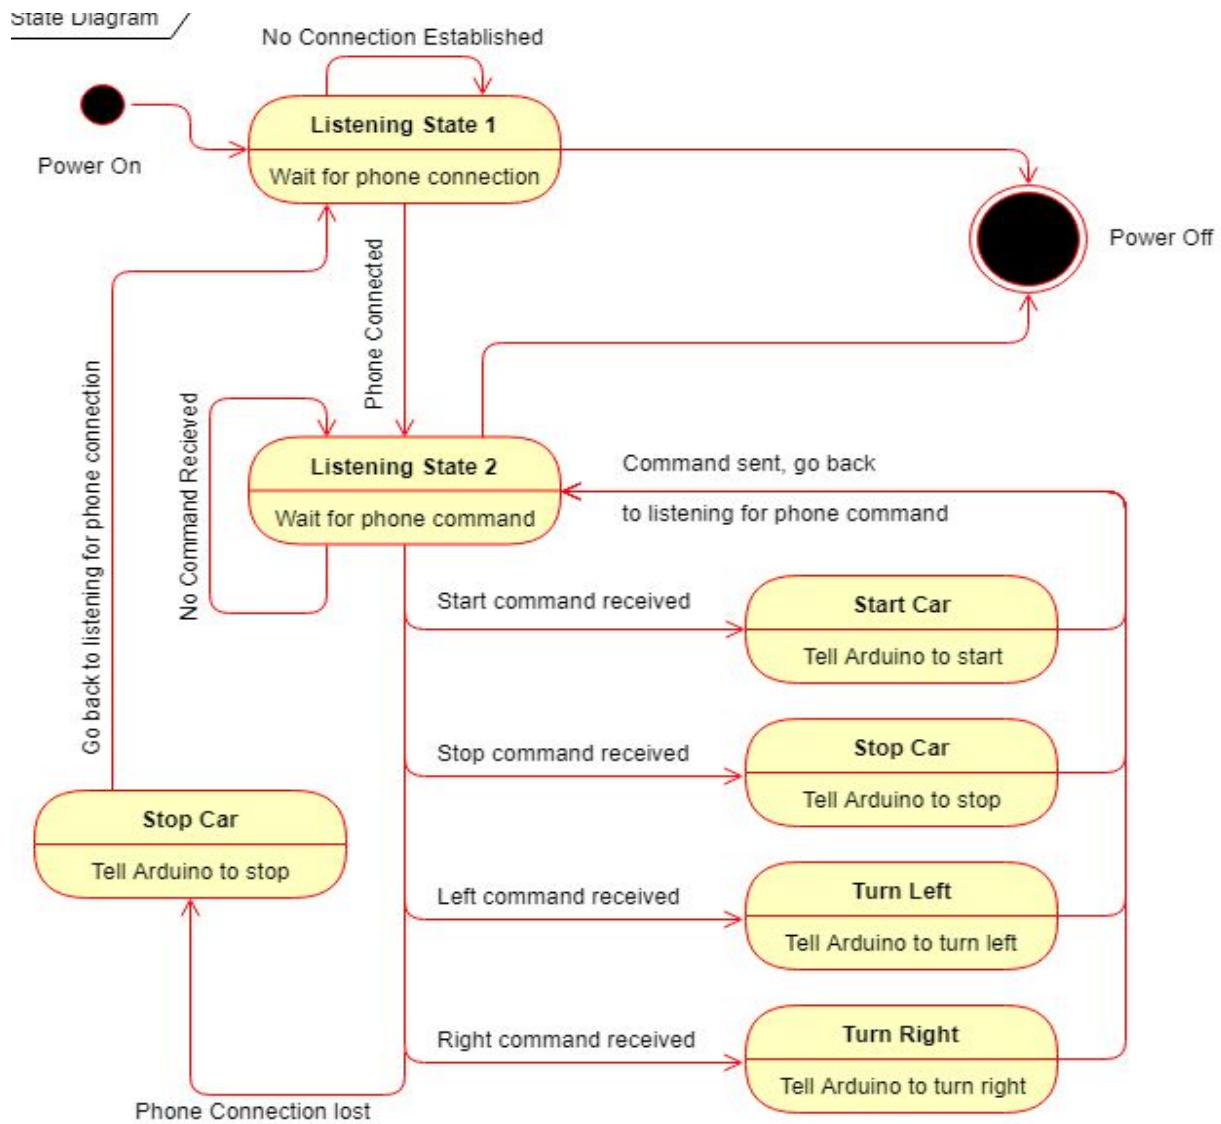 State Diagram
No Connection Established
Power On
Listening State 1
Wait for phone connection
Power Off
Phone Connected
Go back to listening for phone connection
No Command Recieved
Listening State 2
Wait for phone command
Command sent, go back
to listening for phone command
Start command received
Start Car
Tell Arduino to start
Stop command received
Stop Car
Tell Arduino to stop
Stop Car
Tell Arduino to stop
Left command received
Turn Left
Tell Arduino to turn left
Right command received
Turn Right
Tell Arduino to turn right
Phone Connection lost